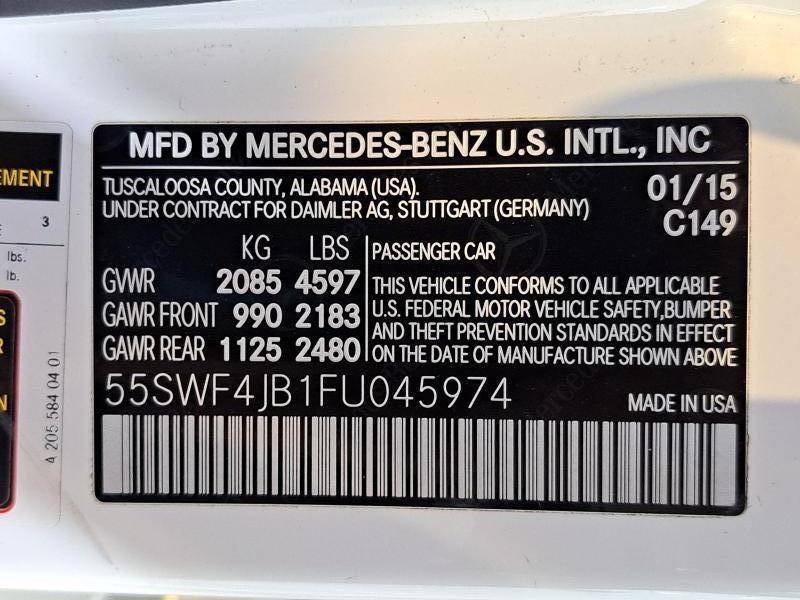 MFD BY MERCEDES-BENZ U.S. INTL., INC
TUSCALOOSA COUNTY, ALABAMA (USA).
UNDER CONTRACT FOR DAIMLER AG, STUTTGART (GERMANY)
01/15
C149
KG LBS
GVWR 2085 4597
GAWR FRONT 990 2183
GAWR REAR 1125 2480
PASSENGER CAR
THIS VEHICLE CONFORMS TO ALL APPLICABLE
U.S. FEDERAL MOTOR VEHICLE SAFETY,BUMPER
AND THEFT PREVENTION STANDARDS IN EFFECT
ON THE DATE OF MANUFACTURE SHOWN ABOVE
55SWF4JB1FU045974
MADE IN USA
3
lbs.
lb.
A 205 584 04 01